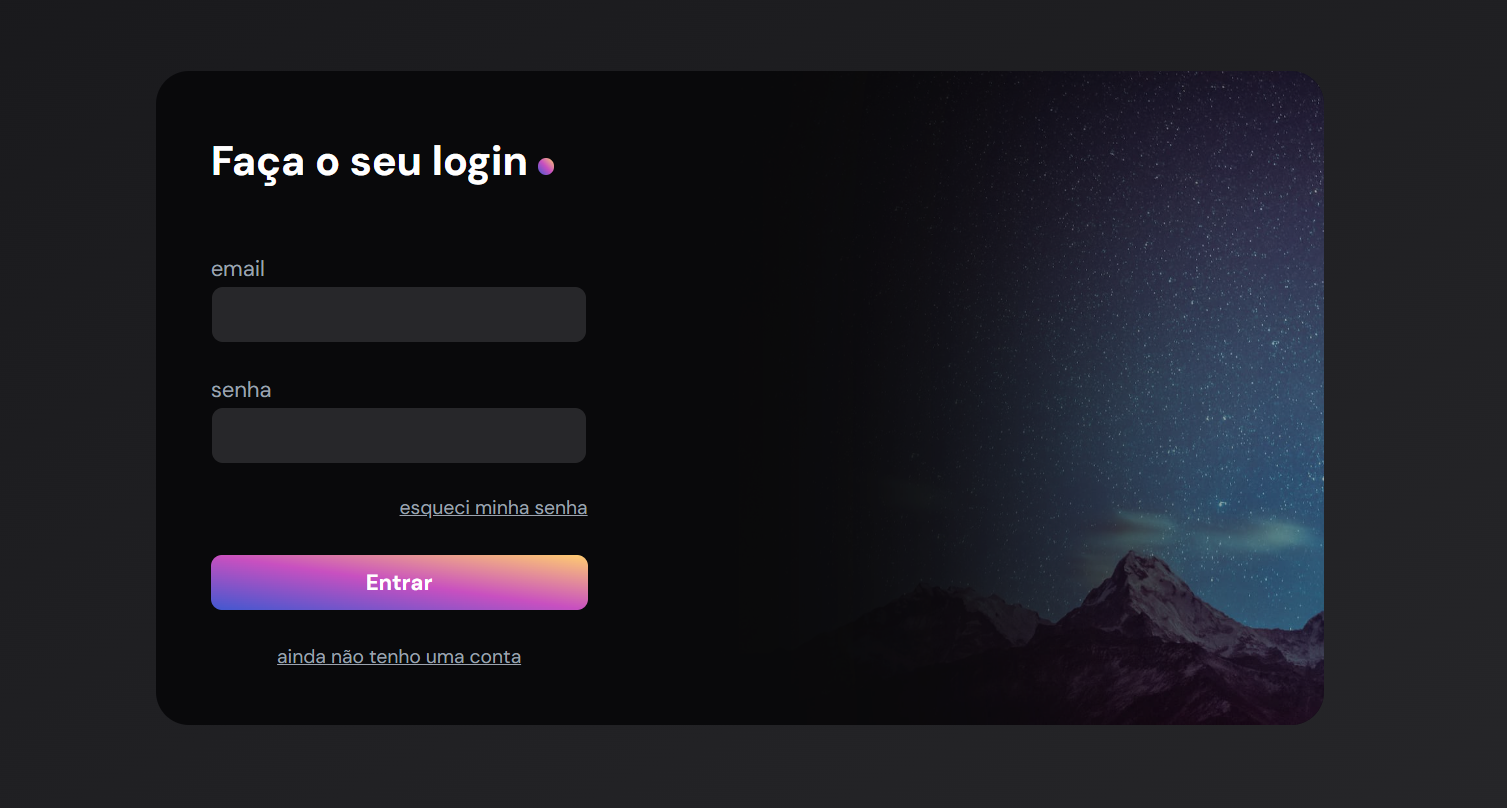 Faça o seu login
email
senha
esqueci minha senha
Entrar
ainda não tenho uma conta